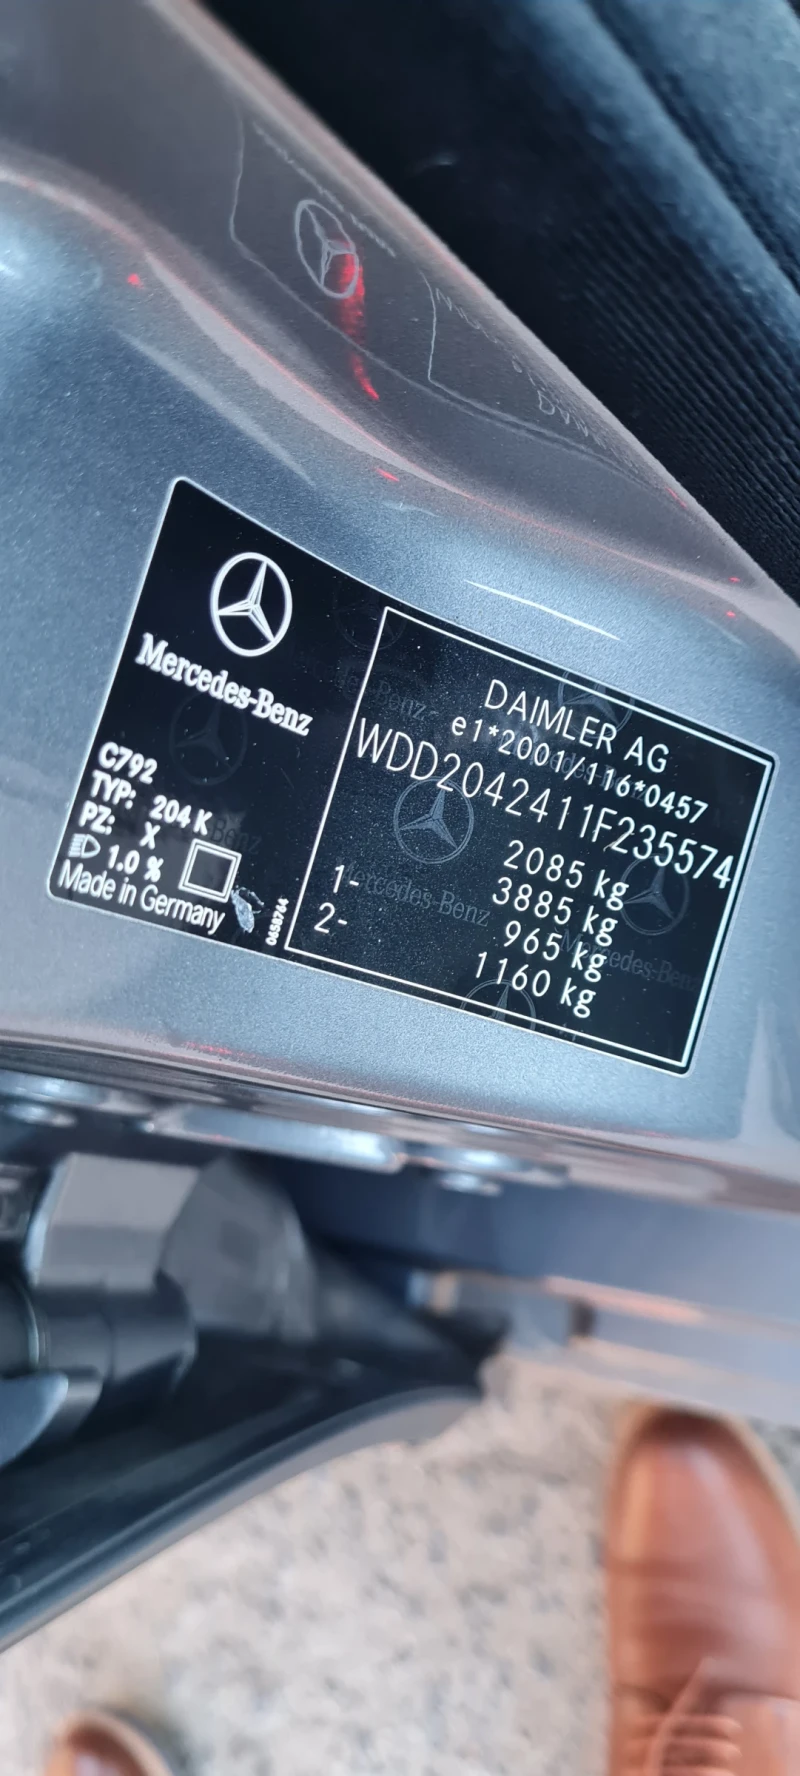 Mercedes-Benz
C792
TYP: 204 K
PZ: X
1.0 %
Made in Germany
0658764
DAIMLER AG
e1*2001/116*0457
WDD2042411F235574
2085 kg
3885 kg
1- 965 kg
2- 1160 kg